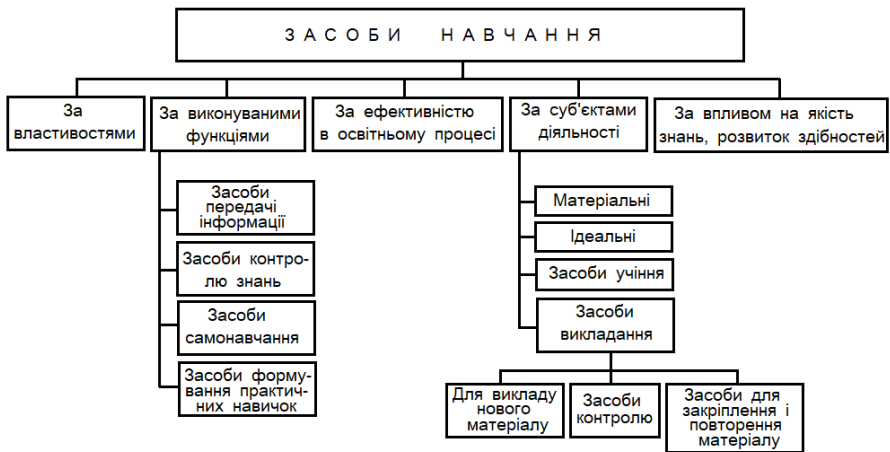 ЗАСОБИ НАВЧАННЯ
За
властивостями
За виконуваними
функціями
За ефективністю
в освітньому процесі
За суб'єктами
діяльності
За впливом на якість
знань, розвиток здібностей
Засоби
передачі
інформації
Засоби контро-
лю знань
Засоби
самонавчання
Засоби форму-
вання практич-
них навичок
Матеріальні
Ідеальні
Засоби учіння
Засоби
викладання
Для викладу
нового
матеріалу
Засоби
контролю
Засоби для
закріплення і
повторення
матеріалу